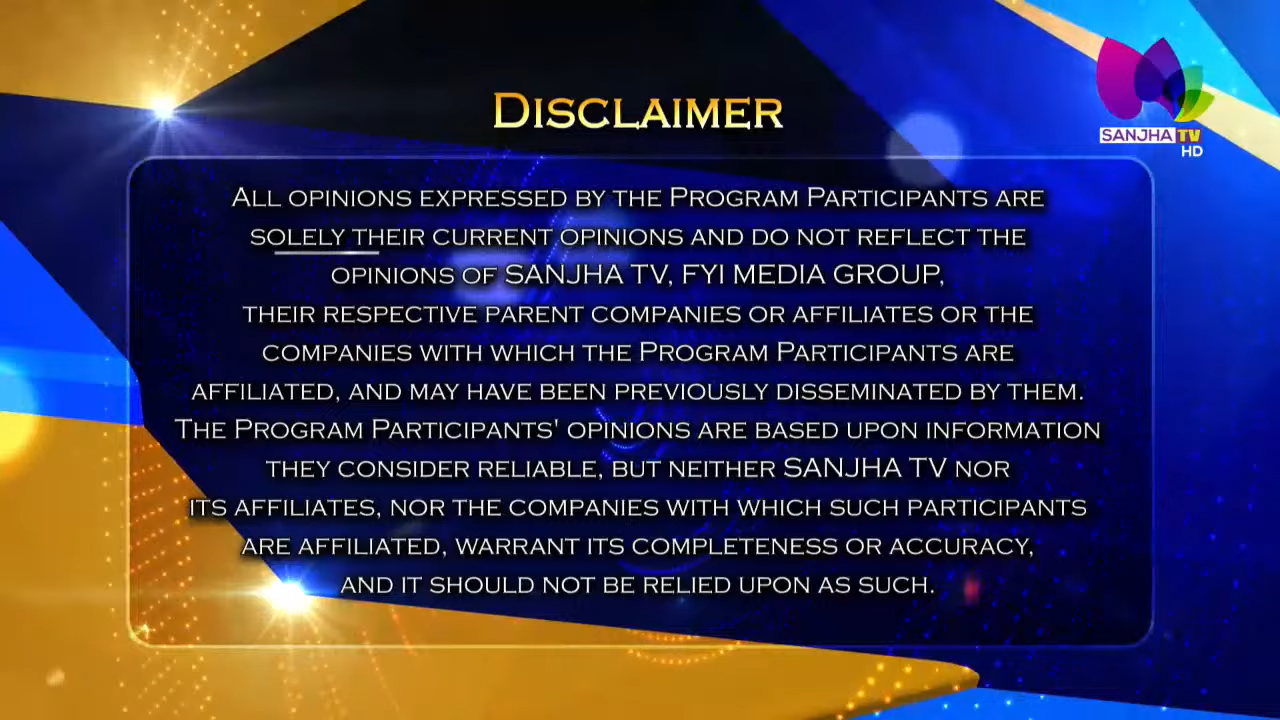 DISCLAIMER
SANJHA TV
HD
ALL OPINIONS EXPRESSED BY THE PROGRAM PARTICIPANTS ARE
SOLELY THEIR CURRENT OPINIONS AND DO NOT REFLECT THE
OPINIONS OF SANJHA TV, FYI MEDIA GROUP,
THEIR RESPECTIVE PARENT COMPANIES OR AFFILIATES OR THE
COMPANIES WITH WHICH THE PROGRAM PARTICIPANTS ARE
AFFILIATED, AND MAY HAVE BEEN PREVIOUSLY DISSEMINATED BY THEM.
THE PROGRAM PARTICIPANTS' OPINIONS ARE BASED UPON INFORMATION
THEY CONSIDER RELIABLE, BUT NEITHER SANJHA TV NOR
ITS AFFILIATES, NOR THE COMPANIES WITH WHICH SUCH PARTICIPANTS
ARE AFFILIATED, WARRANT ITS COMPLETENESS OR ACCURACY,
AND IT SHOULD NOT BE RELIED UPON AS SUCH.